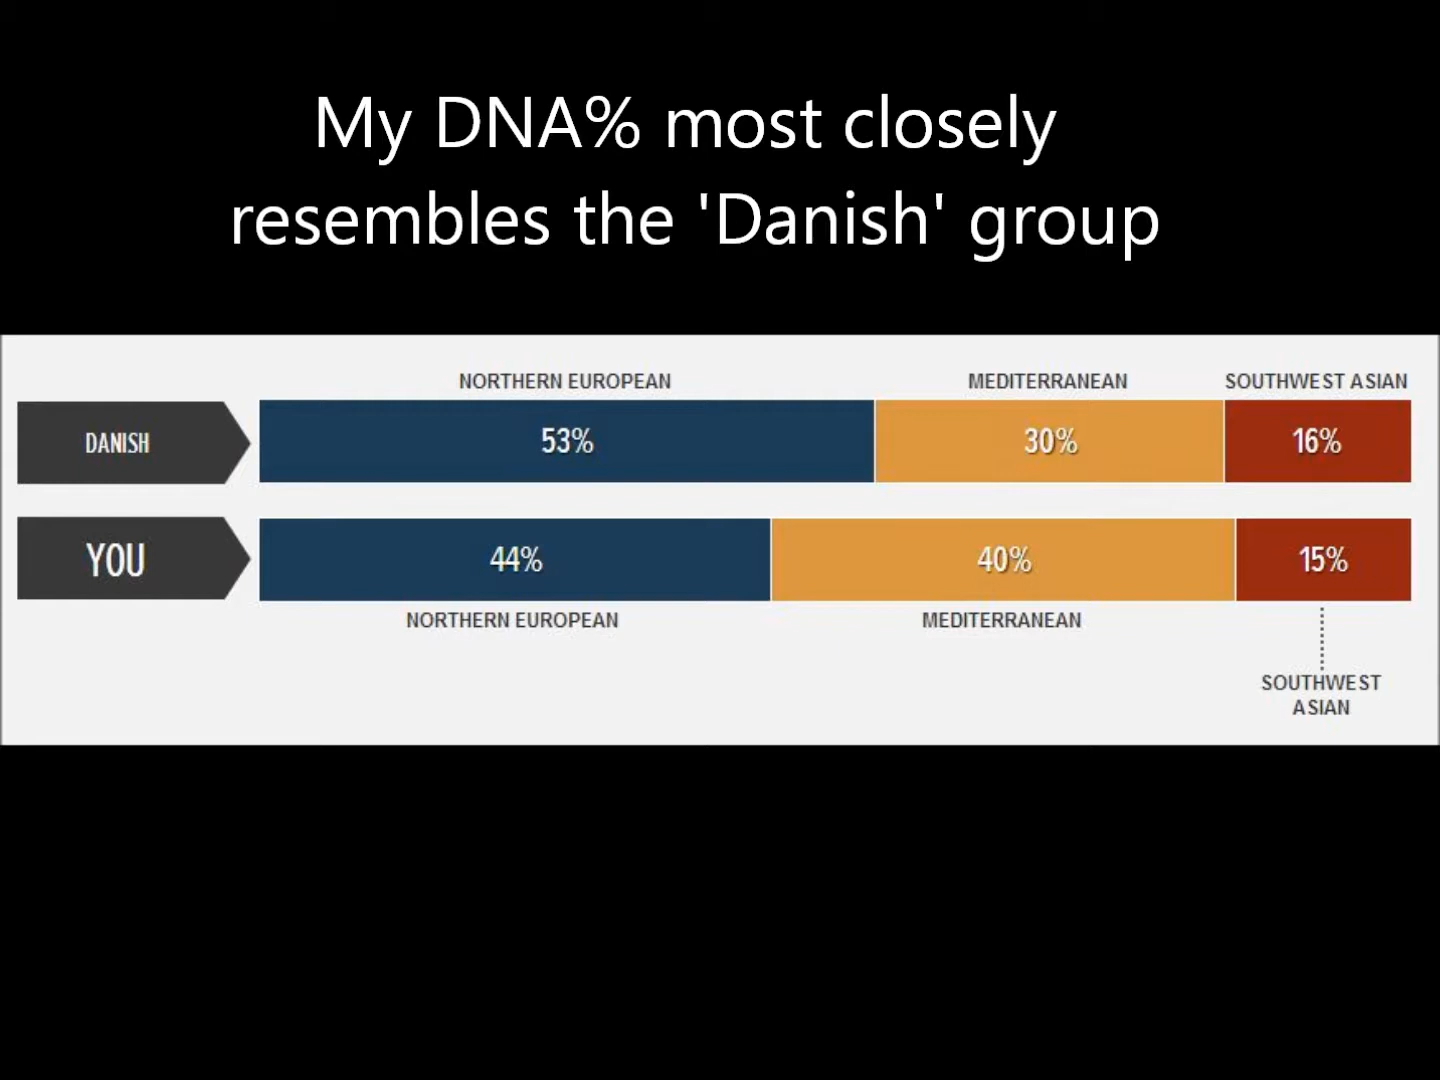 My DNA% most closely
resembles the 'Danish' group
NORTHERN EUROPEAN MEDITERRANEAN SOUTHWEST ASIAN
DANISH 53% 30% 16%
YOU 44% 40% 15%
NORTHERN EUROPEAN MEDITERRANEAN
SOUTHWEST
ASIAN